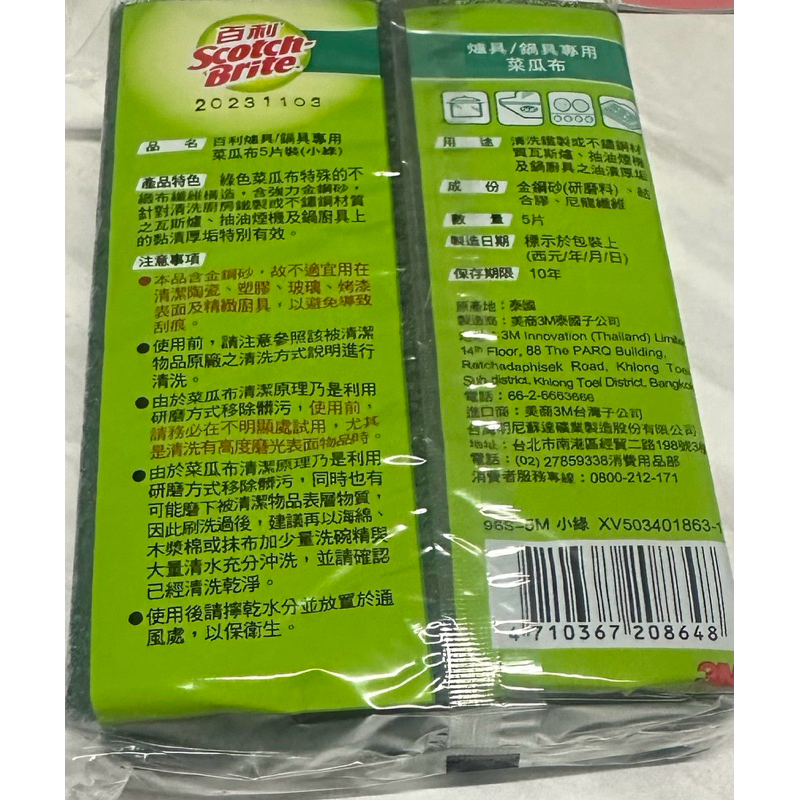 百利
Scotch-
Brite
20231103
品名 百利爐具/鍋具專用
菜瓜布5片裝(小綠)
產品特色 綠色菜瓜布特殊的不
織布纖維構造，含強力金鋼砂，
針對清洗廚房鐵製或不鏽鋼材質
之瓦斯爐、抽油煙機及鍋廚具上
的黏漬厚垢特別有效。
注意事項
●本品含金鋼砂，故不適宜用在
清潔陶瓷、塑膠、玻璃、烤漆
表面及精緻廚具，以避免導致
刮痕。
●使用前，請注意參照該被清潔
物品原廠之清洗方式說明進行
清洗。
●由於菜瓜布清潔原理乃是利用
研磨方式移除髒污，使用前，
請務必在不明顯處試用，尤其
是清洗有高度磨光表面物品時。
●由於菜瓜布清潔原理乃是利用
研磨方式移除髒污，同時也有
可能磨下被清潔物品表層物質，
因此刷洗過後，建議再以海綿、
木漿棉或抹布加少量洗碗精與
大量清水充分沖洗，並請確認
已經清洗乾淨。
●使用後請擰乾水分並放置於通
風處，以保衛生。
爐具/鍋具專用
菜瓜布
用途 清洗鐵製或不鏽鋼材
質瓦斯爐、抽油煙機
及鍋廚具之油漬厚垢
成份 金鋼砂(研磨料)、黏
合膠、尼龍纖維
數量 5片
製造日期 標示於包裝上
(西元/年/月/日)
保存期限 10年
原產地：泰國
製造商：美商3M泰國子公司
地址：3M Innovation (Thailand) Limite
14th Floor, 88 The PARQ Building,
Ratchadaphisek Road, Khlong Toe
Sub-district, Khlong Toei District, Bangkok
電話：66-2-6663666
進口商：美商3M台灣子公司
台灣明尼蘇達礦業製造股份有限公司
地址：台北市南港區經貿二路198號3樓
電話：(02) 27859338消費用品部
消費者服務專線：0800-212-171
96S-5M 小綠 XV503401863-1
4 710367 208648
3M